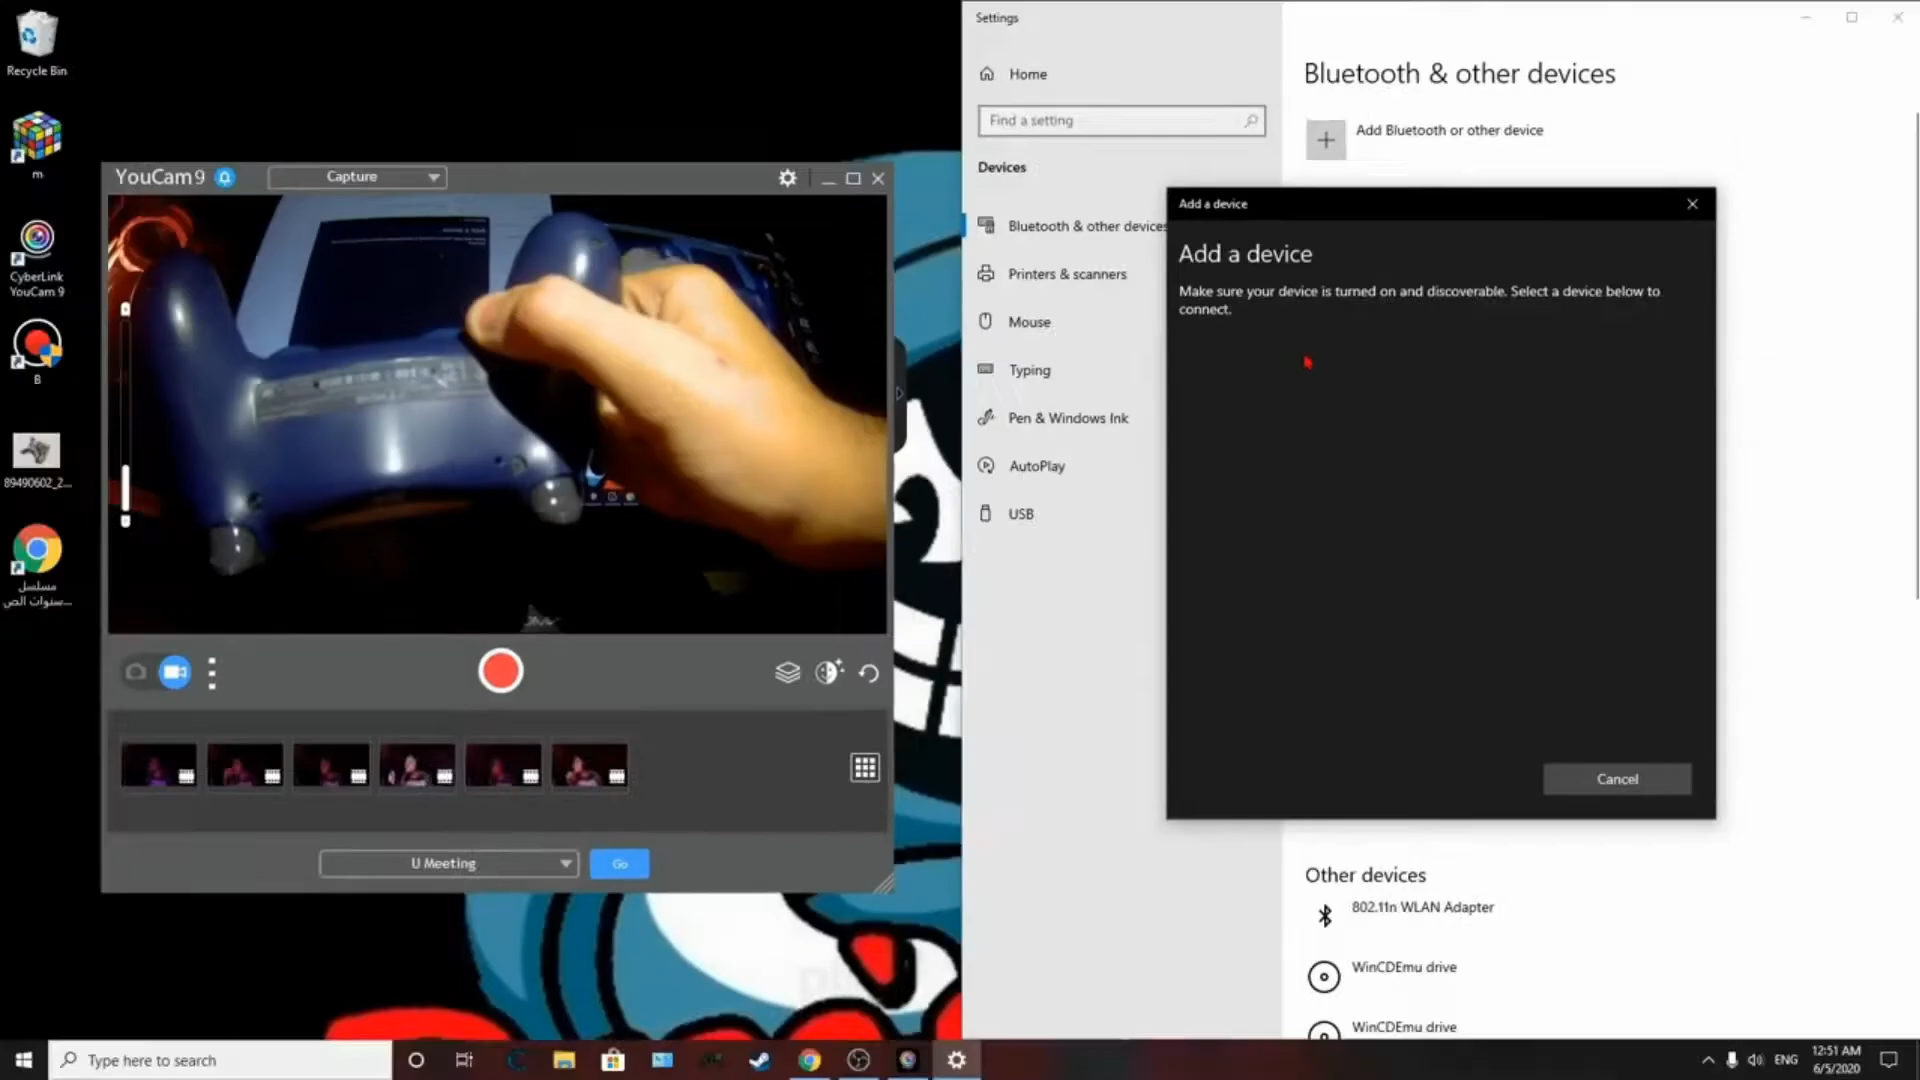 Recycle Bin
m
CyberLink
YouCam 9
B
89490602_2...
مسلسل
سنوات الص...
YouCam 9
Capture
U Meeting
Go
Settings
Home
Find a setting
Devices
Bluetooth & other devices
Printers & scanners
Mouse
Typing
Pen & Windows Ink
AutoPlay
USB
Bluetooth & other devices
Add Bluetooth or other device
Add a device
Add a device
Make sure your device is turned on and discoverable. Select a device below to
connect.
Cancel
Other devices
802.11n WLAN Adapter
WinCDEmu drive
WinCDEmu drive
Type here to search
ENG
12:51 AM
6/5/2020